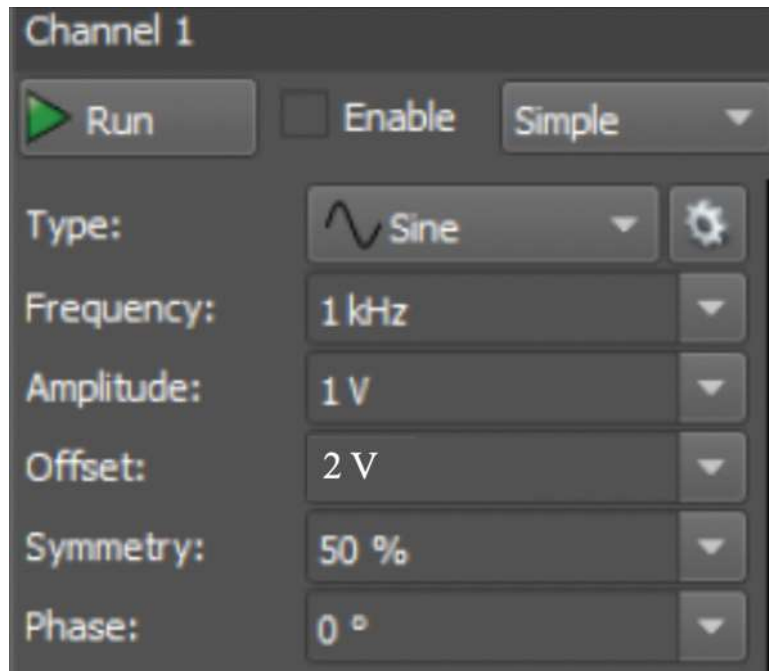 Channel 1
Run Enable Simple
Type: Sine
Frequency: 1 kHz
Amplitude: 1 V
Offset: 2 V
Symmetry: 50 %
Phase: 0 °